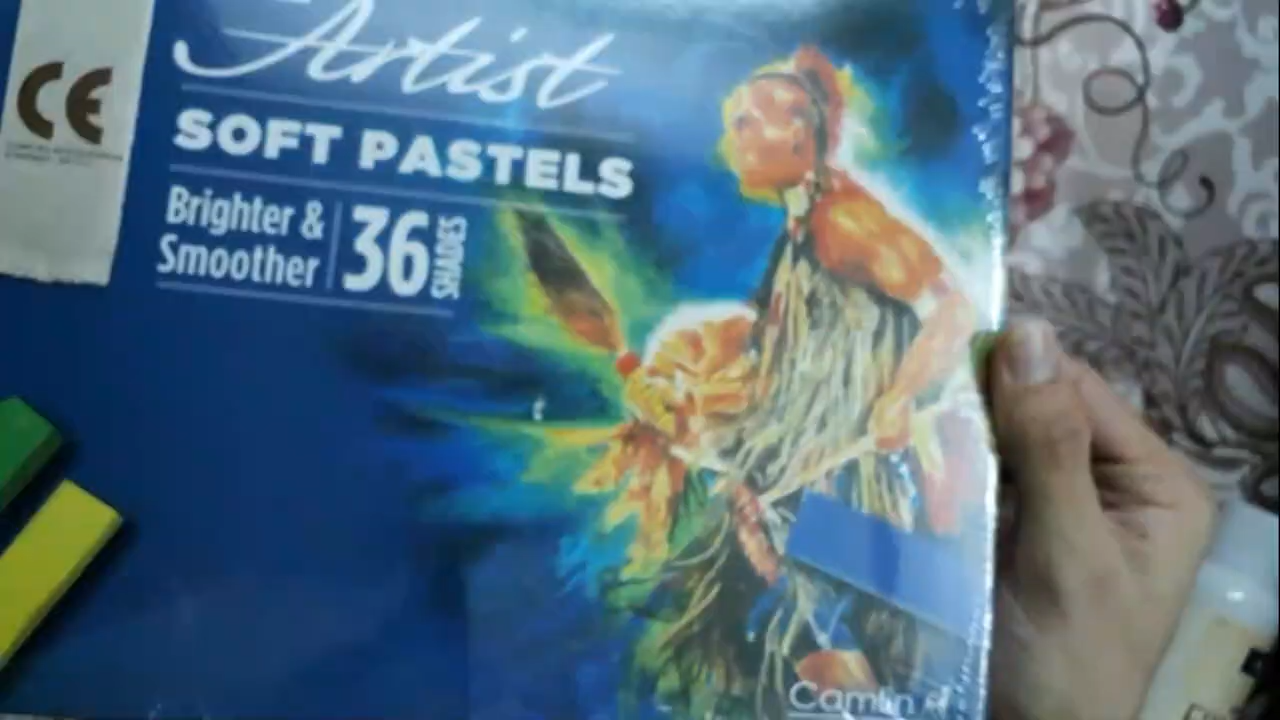 CE
Artist
SOFT PASTELS
Brighter &
Smoother
36
SHADES
Camlin